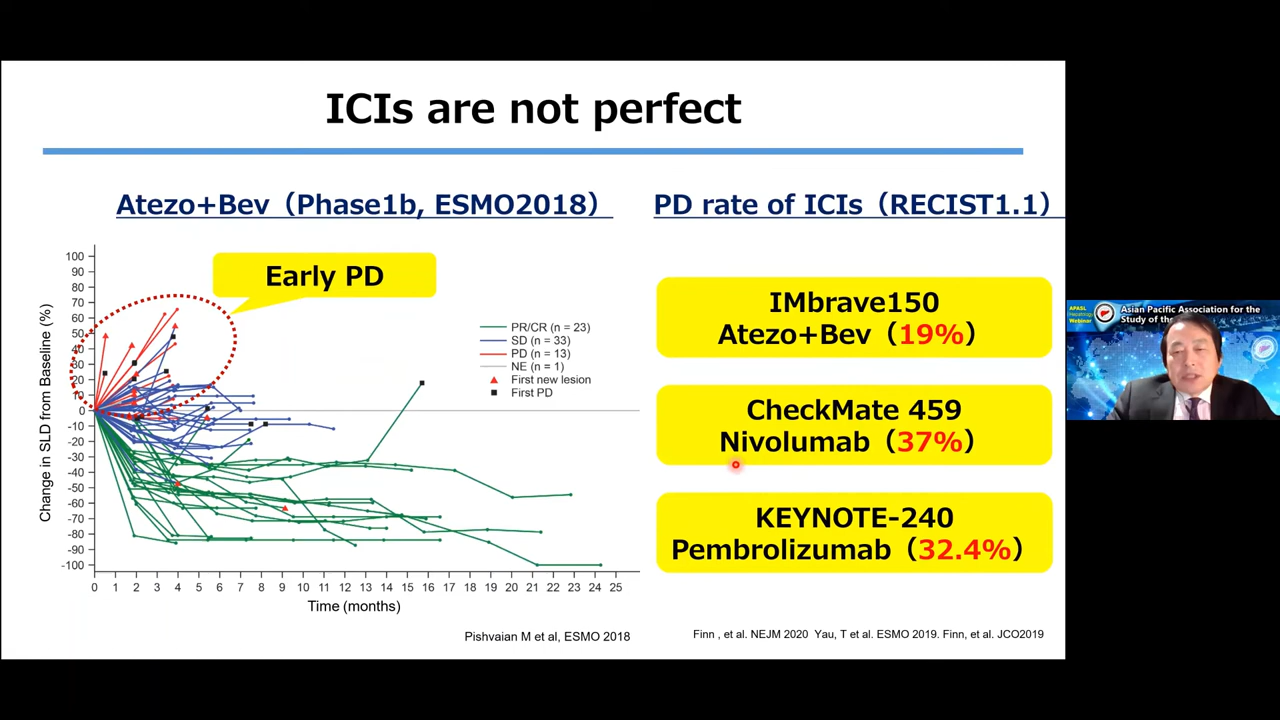 ICIs are not perfect
Atezo+Bev（Phase1b, ESMO2018）
Early PD
Change in SLD from Baseline (%)
100
90
80
70
60
50
40
30
20
10
0
-10
-20
-30
-40
-50
-60
-70
-80
-90
-100
0 1 2 3 4 5 6 7 8 9 10 11 12 13 14 15 16 17 18 19 20 21 22 23 24 25
Time (months)
PR/CR (n = 23)
SD (n = 33)
PD (n = 13)
NE (n = 1)
First new lesion
First PD
Pishvaian M et al, ESMO 2018
PD rate of ICIs（RECIST1.1）
IMbrave150
Atezo+Bev（19%）
CheckMate 459
Nivolumab（37%）
KEYNOTE-240
Pembrolizumab（32.4%）
Finn , et al. NEJM 2020 Yau, T et al. ESMO 2019. Finn, et al. JCO2019
APASL
Hepatology
Webinar
Asian Pacific Association for the
Study of the